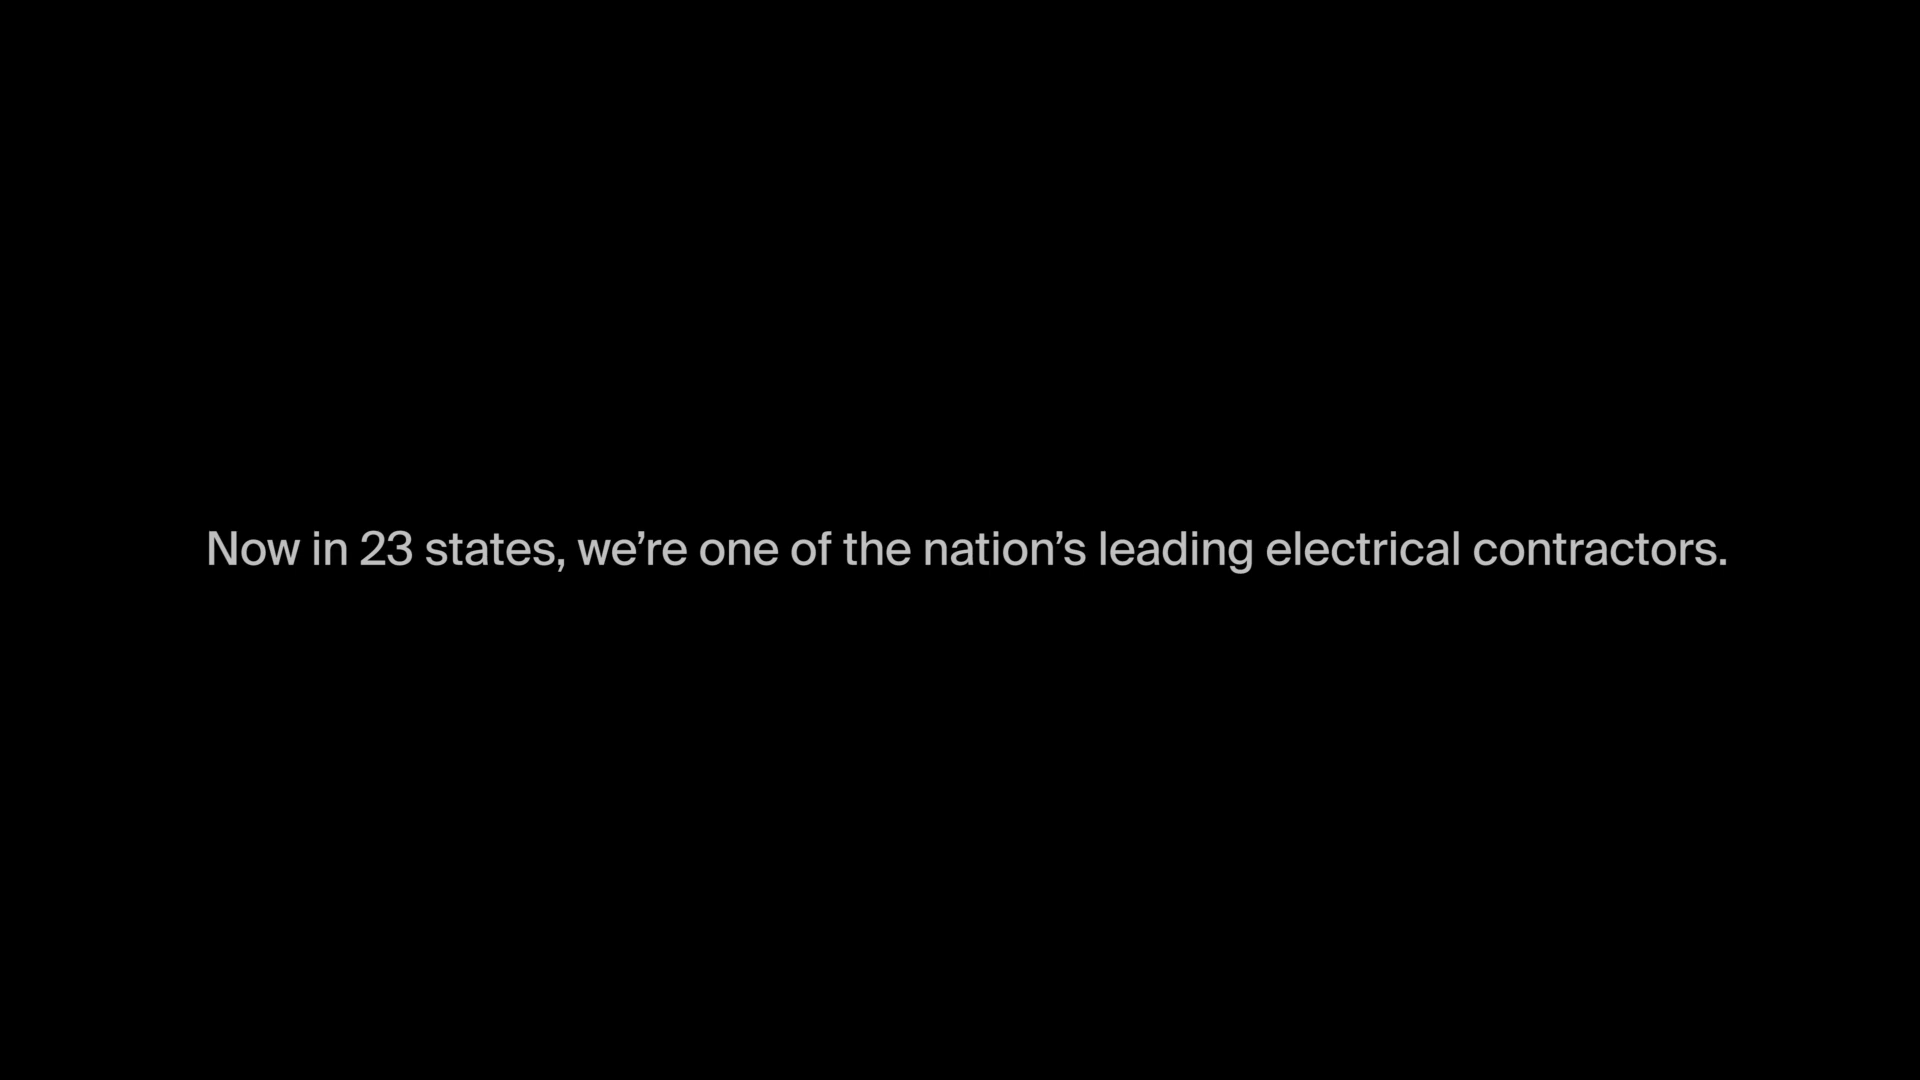 Now in 23 states, we’re one of the nation’s leading electrical contractors.